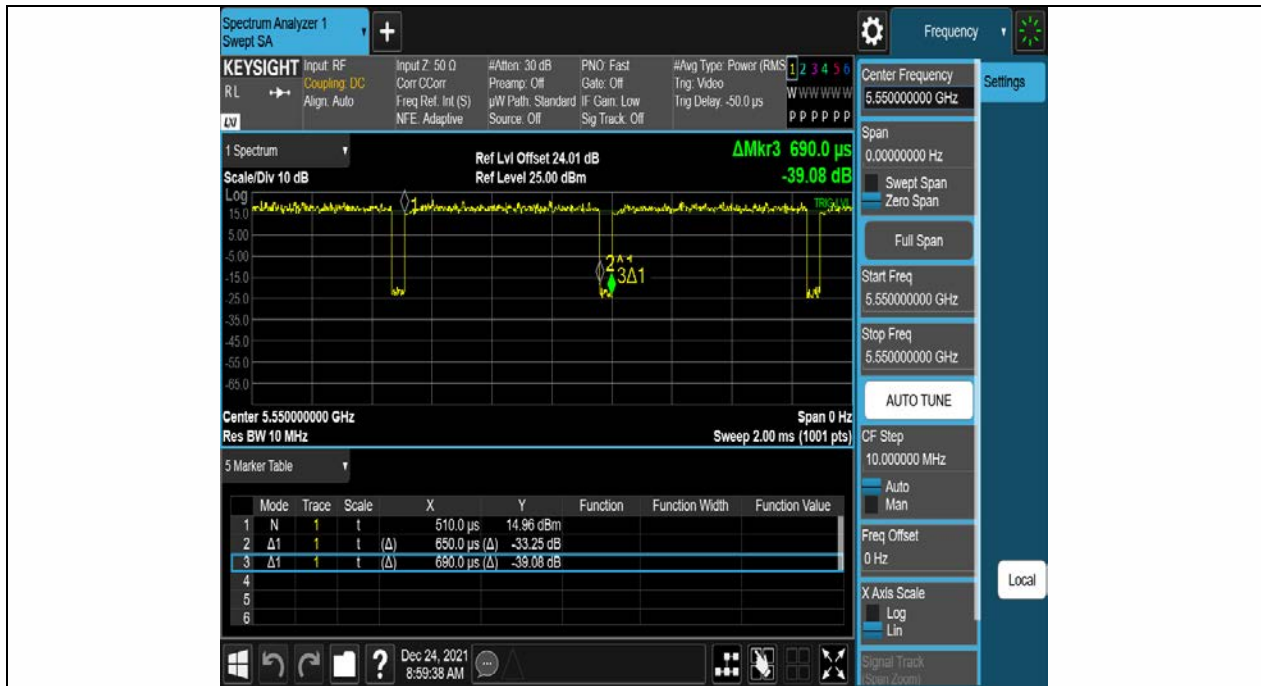 Spectrum Analyzer 1
Swept SA
+
Frequency
KEYSIGHT
RL
LXI
Input: RF
Coupling: DC
Align: Auto
Input Z: 50 Ω
Corr CCorr
Freq Ref: Int (S)
NFE: Adaptive
#Atten: 30 dB
Preamp: Off
µW Path: Standard
Source: Off
PNO: Fast
Gate: Off
IF Gain: Low
Sig Track: Off
#Avg Type: Power (RMS
Trig: Video
Trig Delay: -50.0 µs
1 2 3 4 5 6
W W W W W W
P P P P P P
1 Spectrum
Scale/Div 10 dB
Ref Lvl Offset 24.01 dB
Ref Level 25.00 dBm
ΔMkr3 690.0 µs
-39.08 dB
Log
15.0
5.00
-5.00
-15.0
-25.0
-35.0
-45.0
-55.0
-65.0
1
3Δ1
TRIG LVL
Center 5.550000000 GHz
Res BW 10 MHz
Span 0 Hz
Sweep 2.00 ms (1001 pts)
5 Marker Table
Mode Trace Scale X Y Function Function Width Function Value
1 N 1 t 510.0 µs 14.96 dBm
2 Δ1 1 t (Δ) 650.0 µs (Δ) -33.25 dB
3 Δ1 1 t (Δ) 690.0 µs (Δ) -39.08 dB
4
5
6
?
Dec 24, 2021
8:59:38 AM
Center Frequency
5.550000000 GHz
Settings
Span
0.00000000 Hz
Swept Span
Zero Span
Full Span
Start Freq
5.550000000 GHz
Stop Freq
5.550000000 GHz
AUTO TUNE
CF Step
10.000000 MHz
Auto
Man
Freq Offset
0 Hz
Local
X Axis Scale
Log
Lin
Signal Track
(Span Zoom)